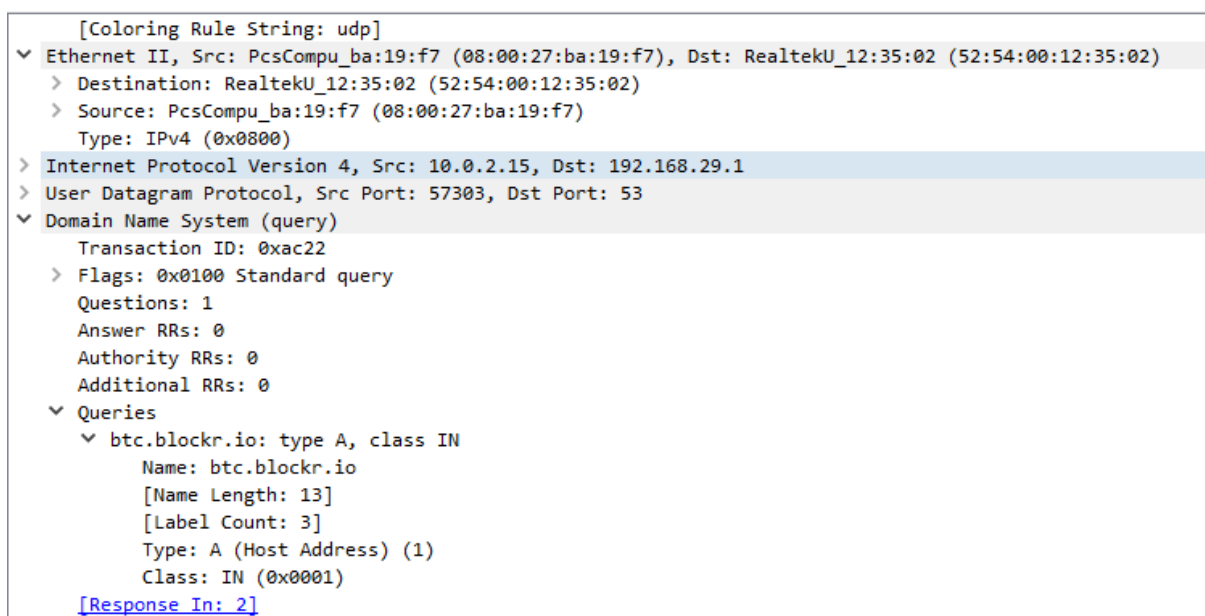 [Coloring Rule String: udp]
Ethernet II, Src: PcsCompu_ba:19:f7 (08:00:27:ba:19:f7), Dst: RealtekU_12:35:02 (52:54:00:12:35:02)
Destination: RealtekU_12:35:02 (52:54:00:12:35:02)
Source: PcsCompu_ba:19:f7 (08:00:27:ba:19:f7)
Type: IPv4 (0x0800)
Internet Protocol Version 4, Src: 10.0.2.15, Dst: 192.168.29.1
User Datagram Protocol, Src Port: 57303, Dst Port: 53
Domain Name System (query)
Transaction ID: 0xac22
Flags: 0x0100 Standard query
Questions: 1
Answer RRs: 0
Authority RRs: 0
Additional RRs: 0
Queries
btc.blockr.io: type A, class IN
Name: btc.blockr.io
[Name Length: 13]
[Label Count: 3]
Type: A (Host Address) (1)
Class: IN (0x0001)
[Response In: 2]